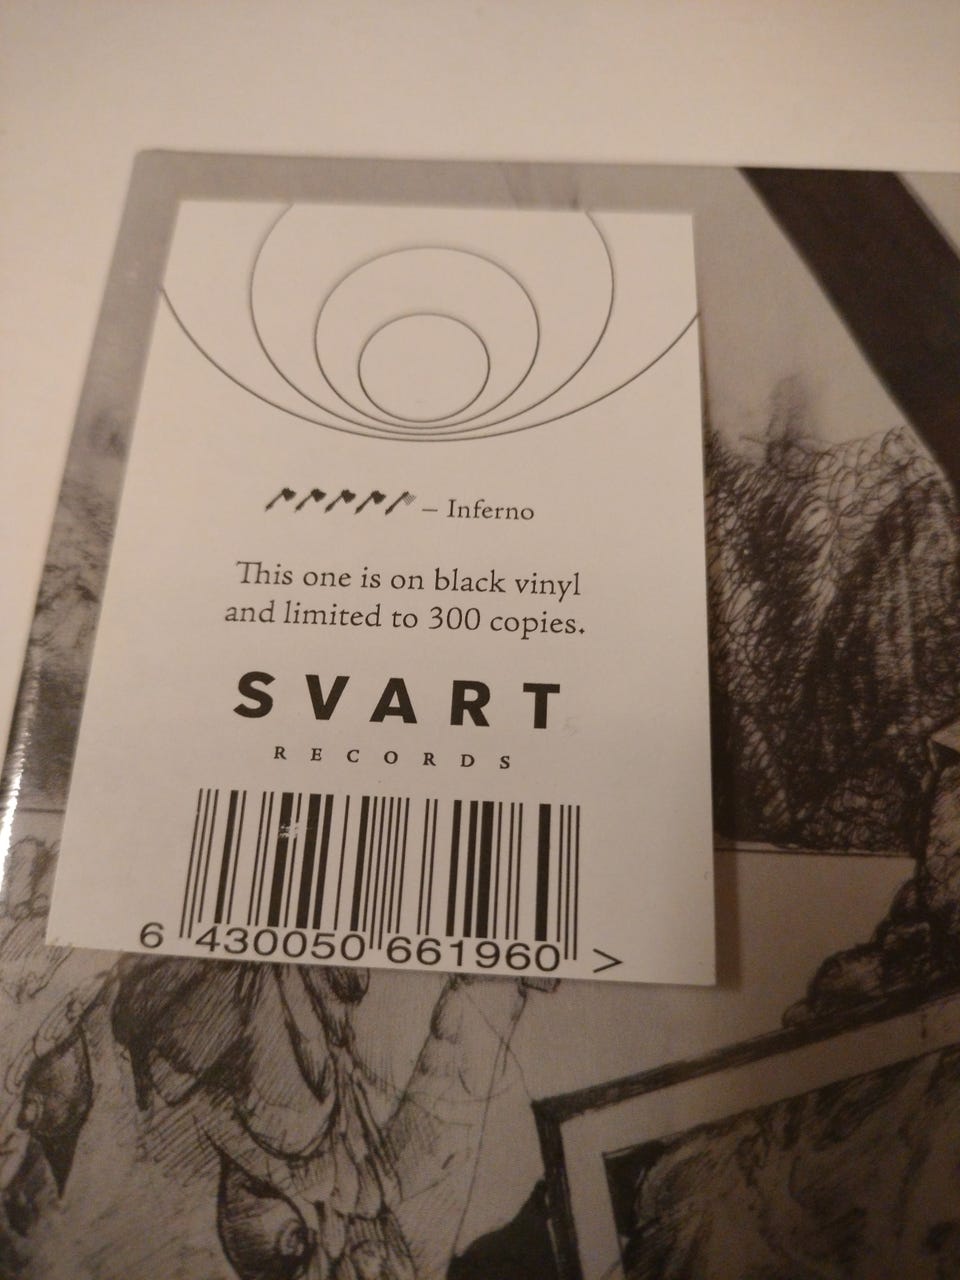 – Inferno
This one is on black vinyl
and limited to 300 copies.
SVART
RECORDS
6 430050 661960 >